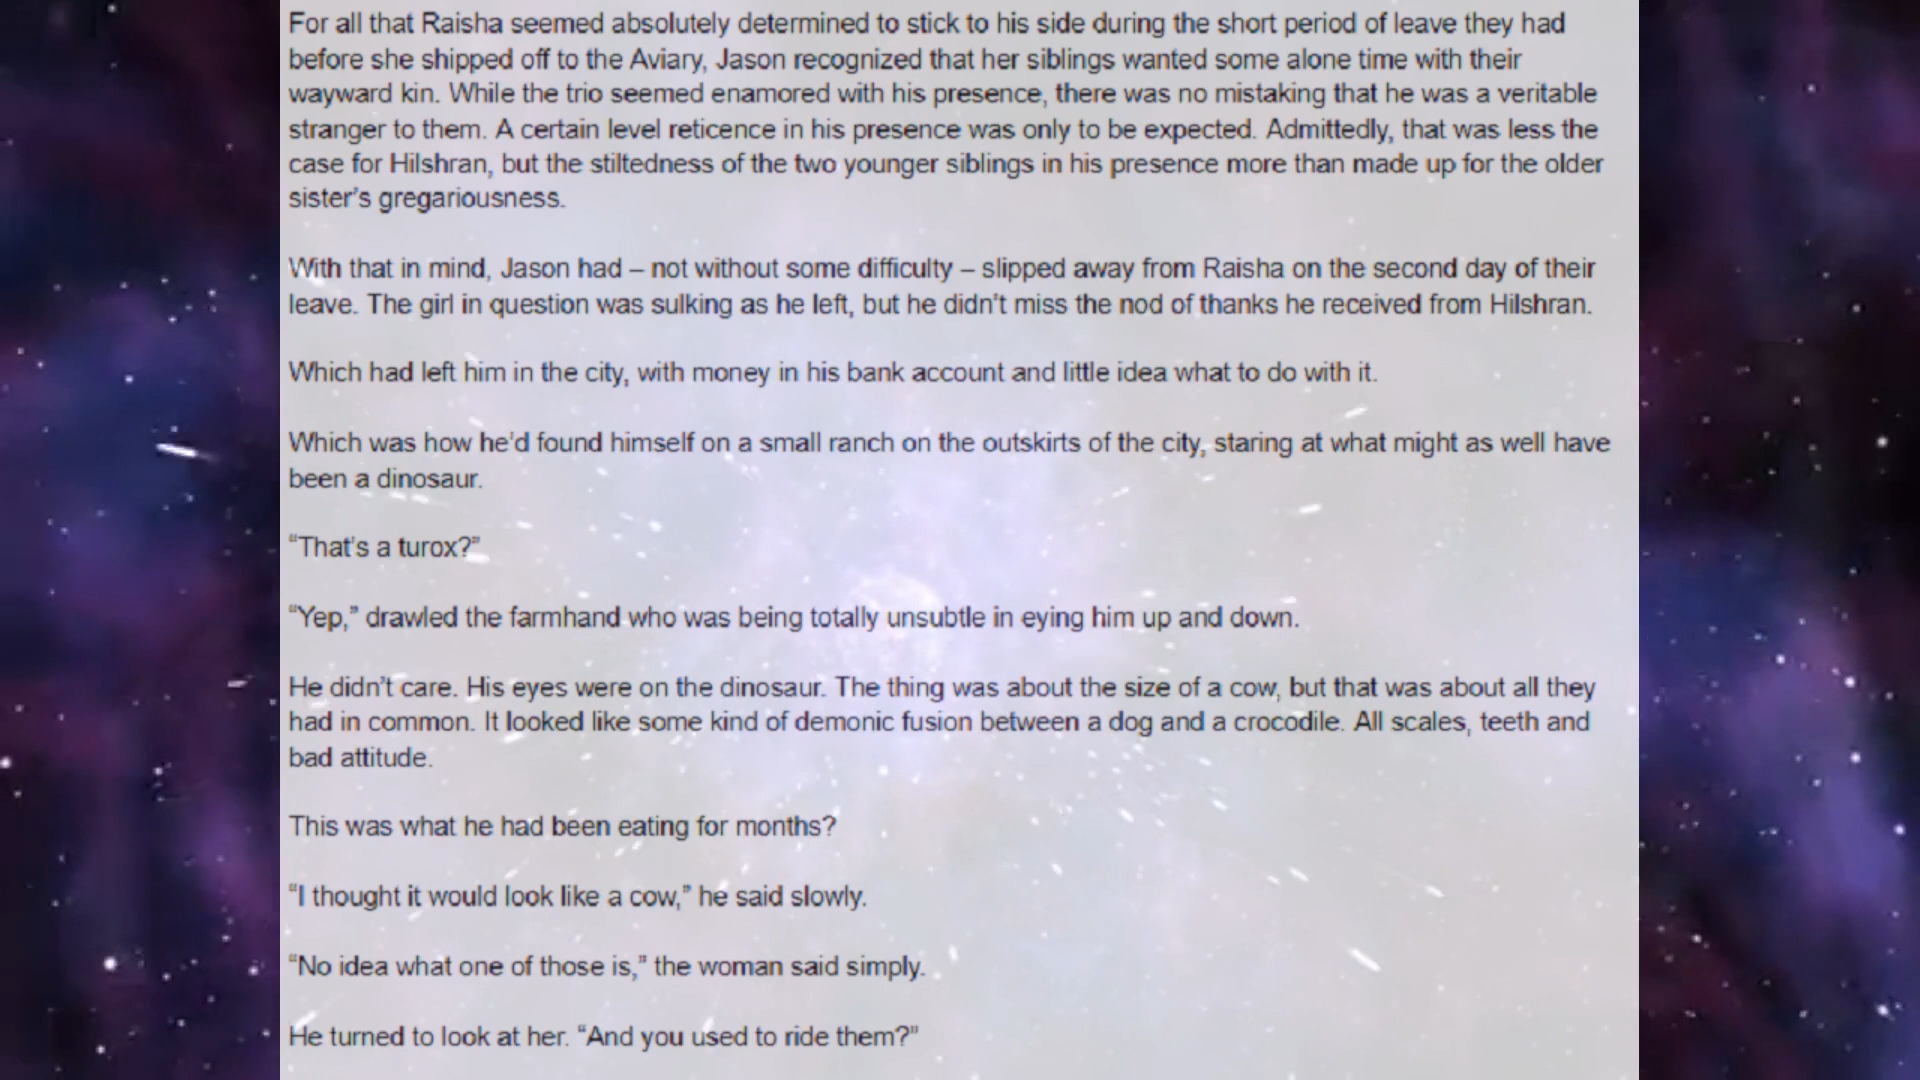 For all that Raisha seemed absolutely determined to stick to his side during the short period of leave they had
before she shipped off to the Aviary, Jason recognized that her siblings wanted some alone time with their
wayward kin. While the trio seemed enamored with his presence, there was no mistaking that he was a veritable
stranger to them. A certain level reticence in his presence was only to be expected. Admittedly, that was less the
case for Hilshran, but the stiltedness of the two younger siblings in his presence more than made up for the older
sister’s gregariousness.
With that in mind, Jason had – not without some difficulty – slipped away from Raisha on the second day of their
leave. The girl in question was sulking as he left, but he didn’t miss the nod of thanks he received from Hilshran.
Which had left him in the city, with money in his bank account and little idea what to do with it.
Which was how he’d found himself on a small ranch on the outskirts of the city, staring at what might as well have
been a dinosaur.
“That’s a turox?”
“Yep,” drawled the farmhand who was being totally unsubtle in eying him up and down.
He didn’t care. His eyes were on the dinosaur. The thing was about the size of a cow, but that was about all they
had in common. It looked like some kind of demonic fusion between a dog and a crocodile. All scales, teeth and
bad attitude.
This was what he had been eating for months?
“I thought it would look like a cow,” he said slowly.
“No idea what one of those is,” the woman said simply.
He turned to look at her. “And you used to ride them?”